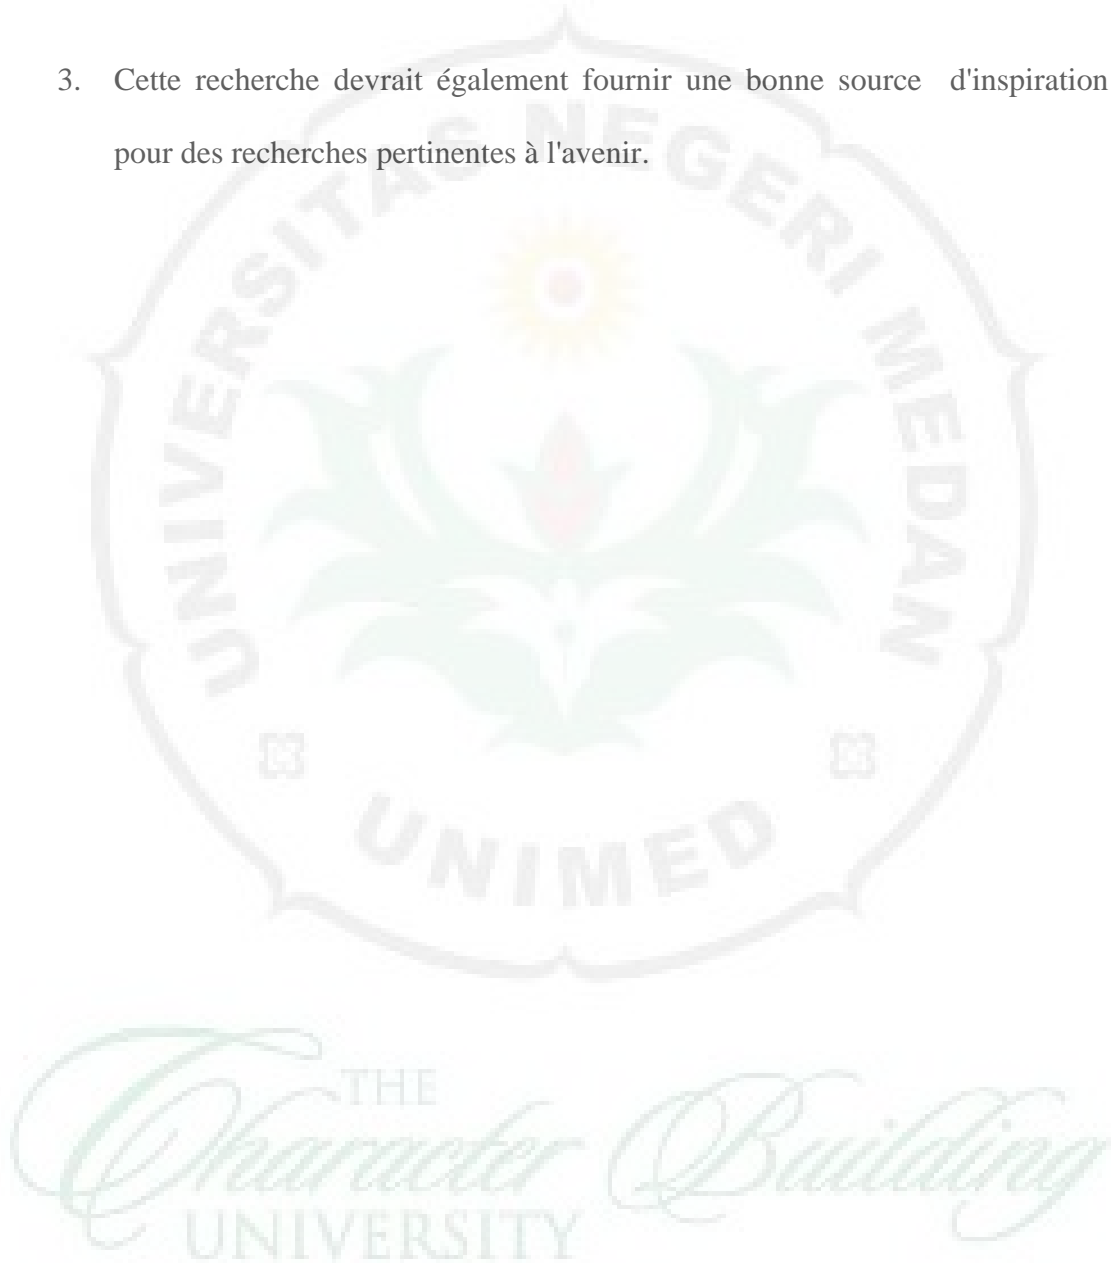 3. Cette recherche devrait également fournir une bonne source d'inspiration
pour des recherches pertinentes à l'avenir.
UNIVERSITAS NEGERI MEDAN
UNIMED
THE
Character Building
UNIVERSITY